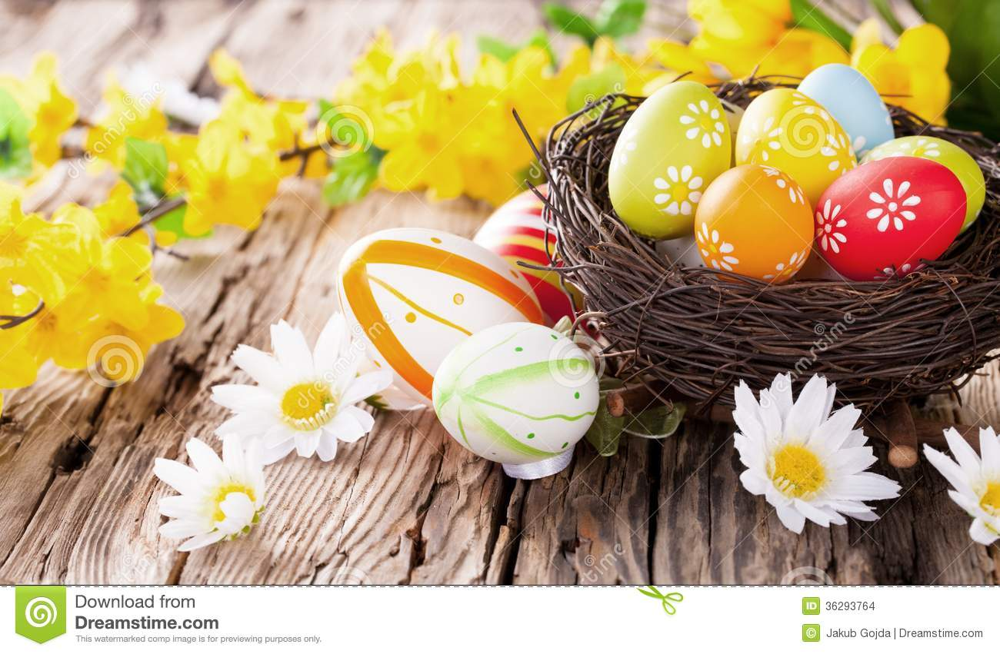 Download from
Dreamstime.com
This watermarked comp image is for previewing purposes only.
ID 36293764
Jakub Gojda | Dreamstime.com